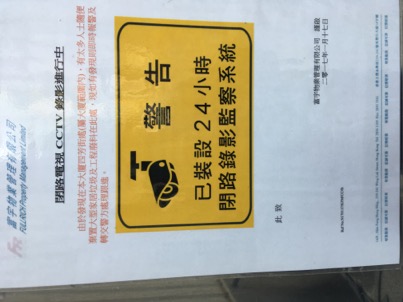 富宇物業管理有限公司
FULLRICH Property Management Limited
閉路電視 CCTV 錄影進行中
由於發現在本大廈四芳街處(屬大廈範圍內)，有太多人士隨便
棄置大型家居垃圾及工程廢料在此處，現如有發現則即時報警及
轉交警方處理跟進。
警告
已裝設24小時
閉路錄影監察系統
此致
富宇物業管理有限公司 謹啟
二零一七年一月十七日